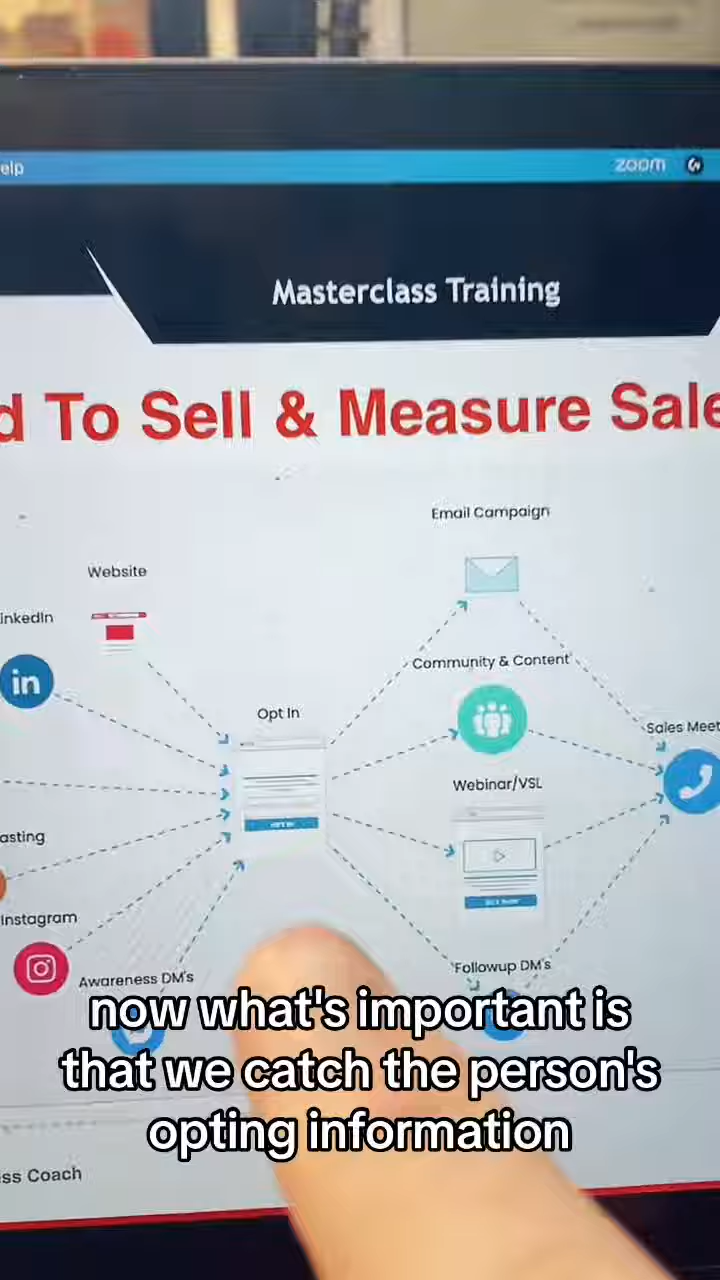 elp
zoom
Masterclass Training
d To Sell & Measure Sale
Email Campaign
Website
inkedIn
in
Community & Content
Opt In
Sales Meet
Webinar/VSL
asting
Instagram
Followup DM's
Awareness DM's
now what's important is
that we catch the person's
opting information
ss Coach